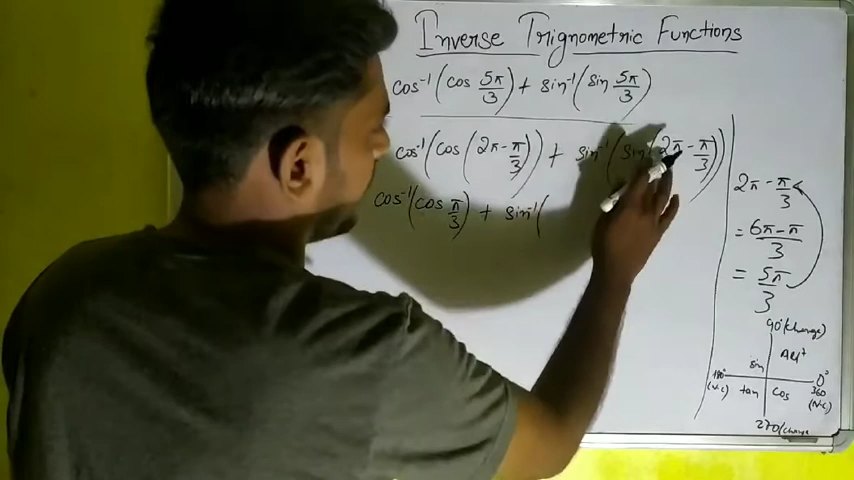 Inverse Trignometric Functions
cos⁻¹(cos 5π/3) + sin⁻¹(sin 5π/3)
cos⁻¹(cos(2π-π/3)) + sin⁻¹(sin(2π-π/3))
cos⁻¹(cos π/3) + sin⁻¹(
2π - π/3
= 6π-π/3
= 5π/3
90°(change)
sin All⁺
180° 0°
(N.C) tan cos 360
(N.C)
270(change